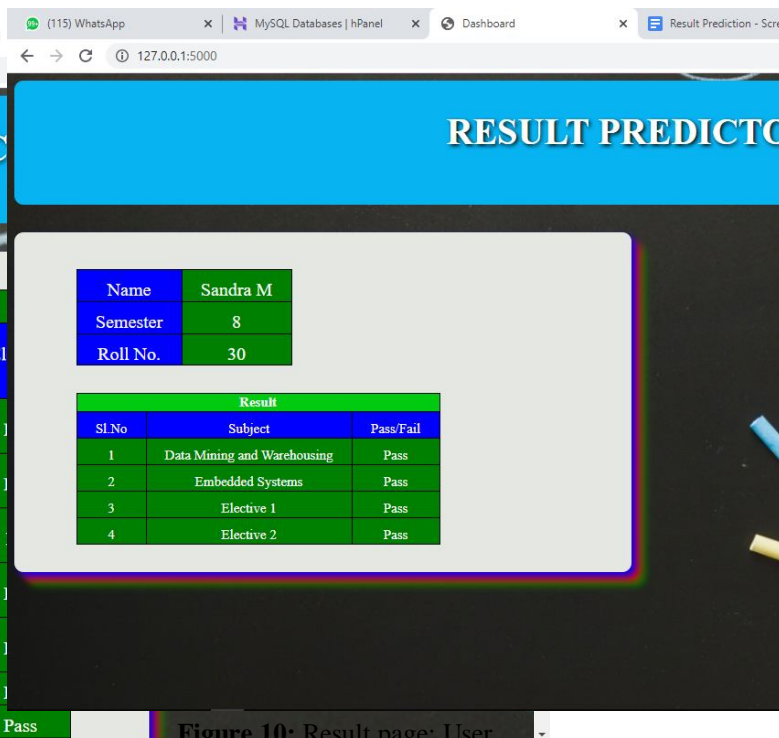 (115) WhatsApp
MySQL Databases | hPanel
Dashboard
Result Prediction - Scre
127.0.0.1:5000
RESULT PREDICTO
Name Sandra M
Semester 8
Roll No. 30
Result
Sl.No Subject Pass/Fail
1 Data Mining and Warehousing Pass
2 Embedded Systems Pass
3 Elective 1 Pass
4 Elective 2 Pass
Pass
Figure 10: Result page: User